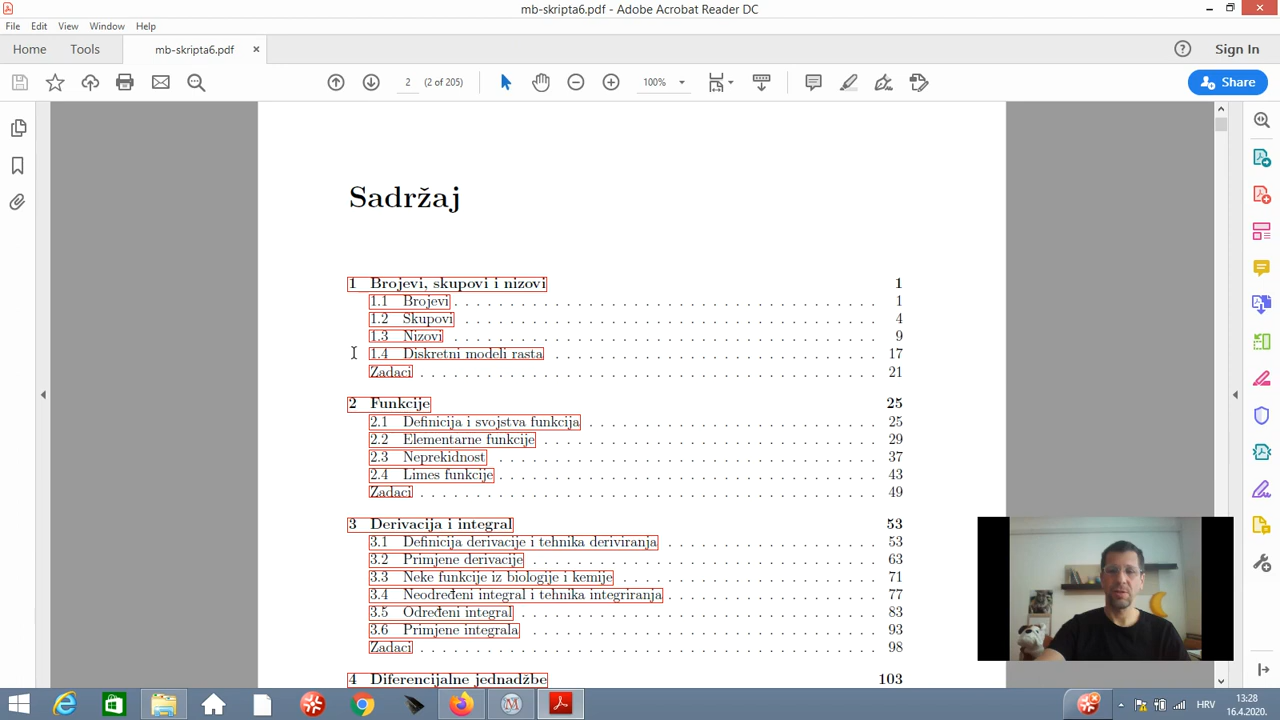 mb-skripta6.pdf - Adobe Acrobat Reader DC
File Edit View Window Help
Home Tools mb-skripta6.pdf × Sign In
2 (2 of 205) 100% Share
Sadržaj
1 Brojevi, skupovi i nizovi 1
1.1 Brojevi 1
1.2 Skupovi 4
1.3 Nizovi 9
1.4 Diskretni modeli rasta 17
Zadaci 21
2 Funkcije 25
2.1 Definicija i svojstva funkcija 25
2.2 Elementarne funkcije 29
2.3 Neprekidnost 37
2.4 Limes funkcije 43
Zadaci 49
3 Derivacija i integral 53
3.1 Definicija derivacije i tehnika deriviranja 53
3.2 Primjene derivacije 63
3.3 Neke funkcije iz biologije i kemije 71
3.4 Neodređeni integral i tehnika integriranja 77
3.5 Određeni integral 83
3.6 Primjene integrala 93
Zadaci 98
4 Diferencijalne jednadžbe 103
HRV 13:28
16.4.2020.